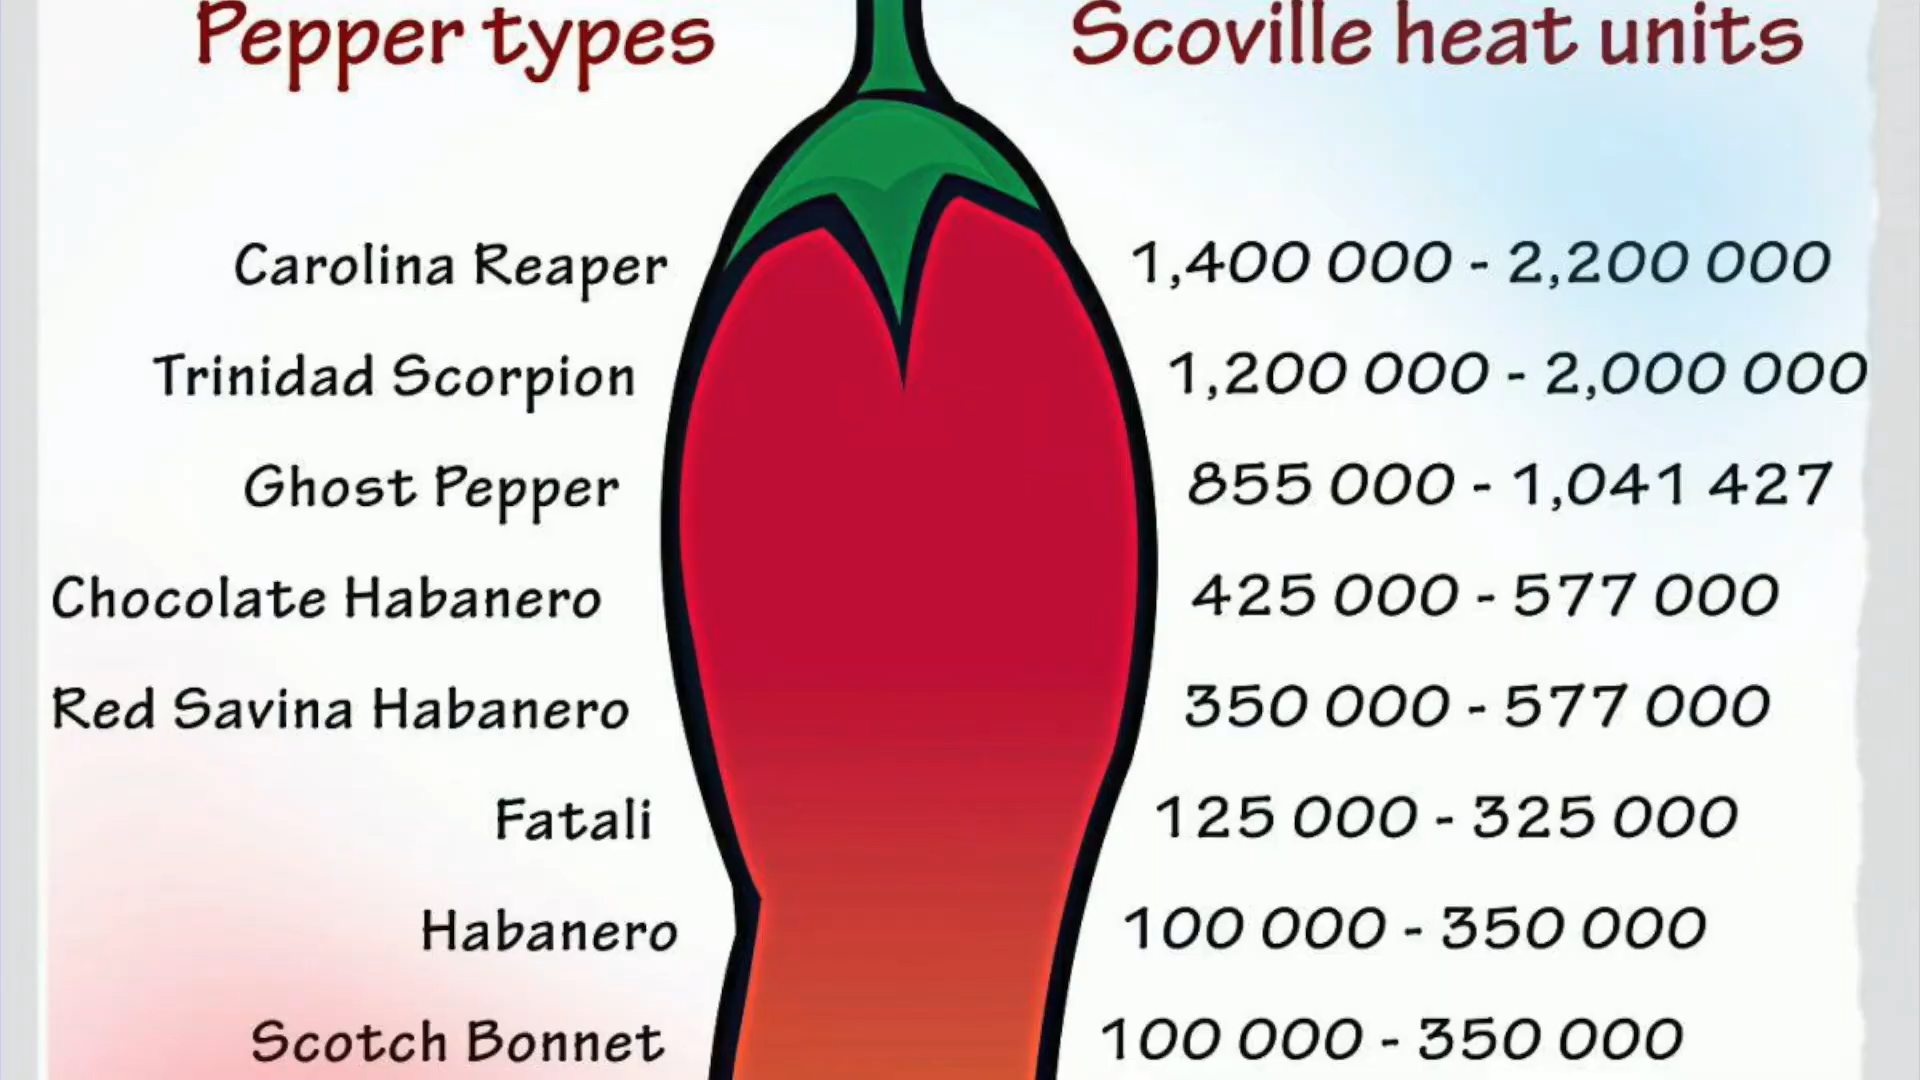 Pepper types Scoville heat units
Carolina Reaper 1,400 000 - 2,200 000
Trinidad Scorpion 1,200 000 - 2,000 000
Ghost Pepper 855 000 - 1,041 427
Chocolate Habanero 425 000 - 577 000
Red Savina Habanero 350 000 - 577 000
Fatali 125 000 - 325 000
Habanero 100 000 - 350 000
Scotch Bonnet 100 000 - 350 000